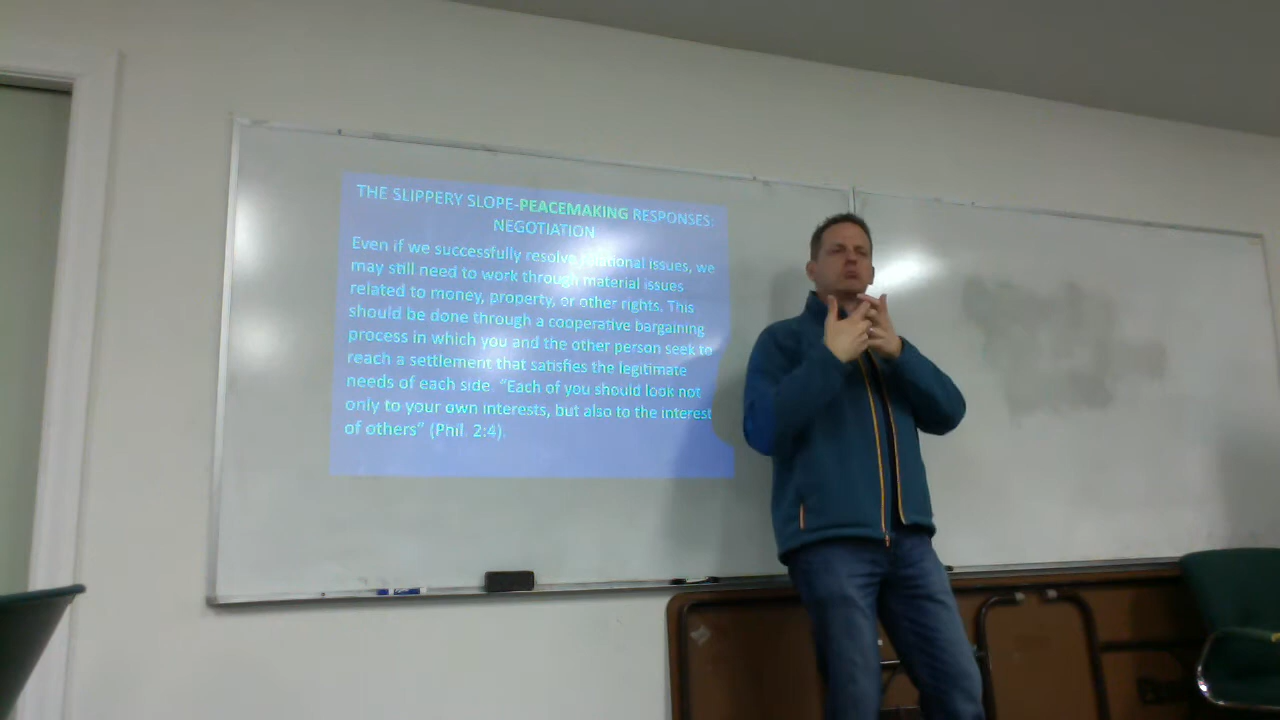 THE SLIPPERY SLOPE-PEACEMAKING RESPONSES:
NEGOTIATION
Even if we successfully resolve relational issues, we
may still need to work through material issues
related to money, property, or other rights. This
should be done through a cooperative bargaining
process in which you and the other person seek to
reach a settlement that satisfies the legitimate
needs of each side. "Each of you should look not
only to your own interests, but also to the interest
of others" (Phil. 2:4).